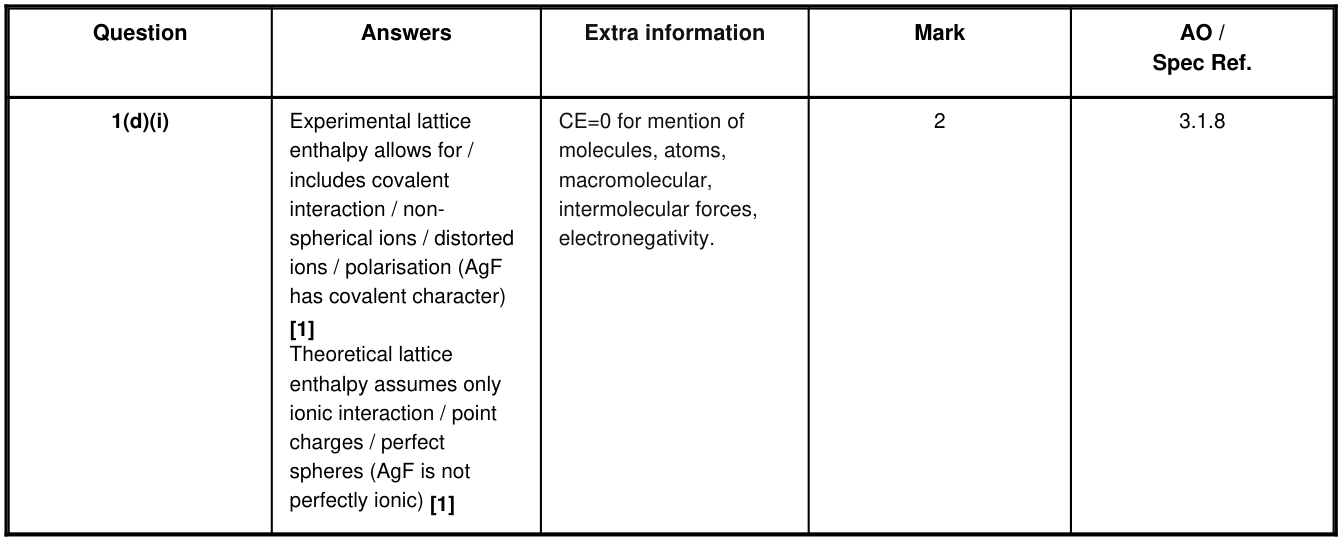 Question
Answers
Extra information
Mark
AO /
Spec Ref.
1(d)(i)
Experimental lattice
enthalpy allows for /
includes covalent
interaction / non-
spherical ions / distorted
ions / polarisation (AgF
has covalent character)
[1]
Theoretical lattice
enthalpy assumes only
ionic interaction / point
charges / perfect
spheres (AgF is not
perfectly ionic) [1]
CE=0 for mention of
molecules, atoms,
macromolecular,
intermolecular forces,
electronegativity.
2
3.1.8